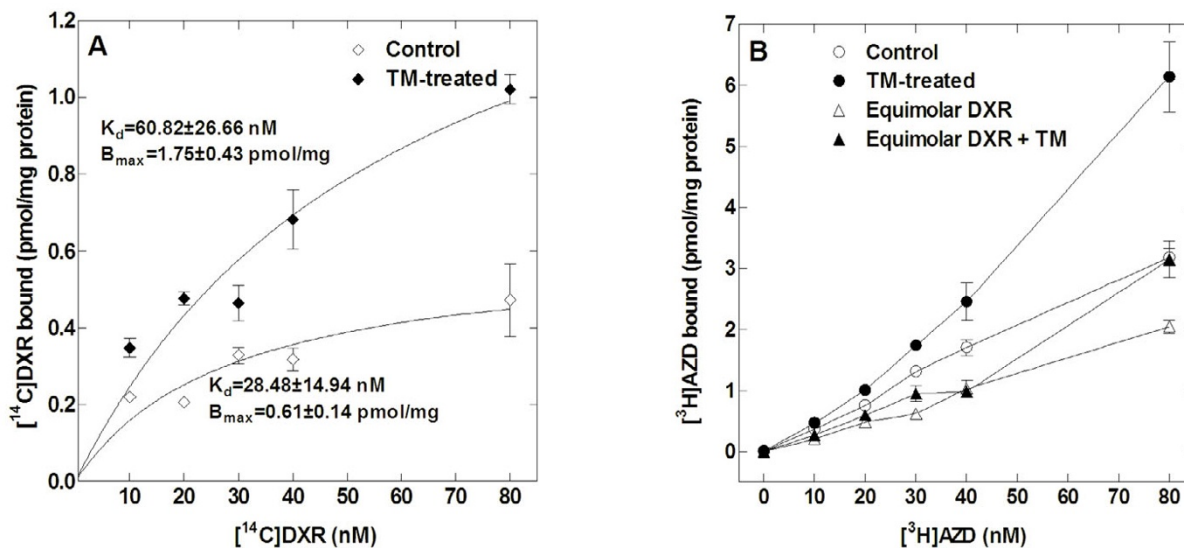 A
Control
TM-treated
K_d=60.82±26.66 nM
B_max=1.75±0.43 pmol/mg
K_d=28.48±14.94 nM
B_max=0.61±0.14 pmol/mg
[¹⁴C]DXR bound (pmol/mg protein)
1.2
1.0
0.8
0.6
0.4
0.2
0.0
10 20 30 40 50 60 70 80
[¹⁴C]DXR (nM)
B
Control
TM-treated
Equimolar DXR
Equimolar DXR + TM
[³H]AZD bound (pmol/mg protein)
7
6
5
4
3
2
1
0
0 10 20 30 40 50 60 70 80
[³H]AZD (nM)